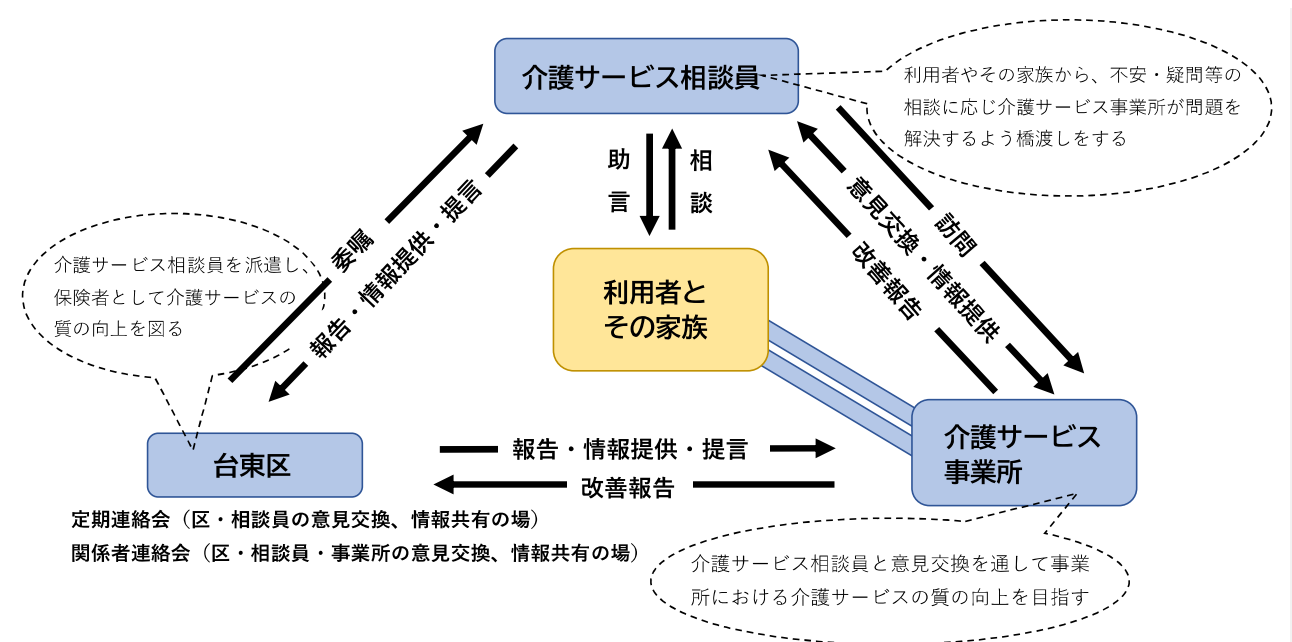 介護サービス相談員
利用者やその家族から、不安・疑問等の
相談に応じ介護サービス事業所が問題を
解決するよう橋渡しをする
助言
相談
委嘱
報告・情報提供・提言
訪問
意見交換・情報提供
改善報告
介護サービス相談員を派遣し、
保険者として介護サービスの
質の向上を図る
利用者と
その家族
台東区
報告・情報提供・提言
改善報告
介護サービス
事業所
定期連絡会（区・相談員の意見交換、情報共有の場）
関係者連絡会（区・相談員・事業所の意見交換、情報共有の場）
介護サービス相談員と意見交換を通して事業
所における介護サービスの質の向上を目指す